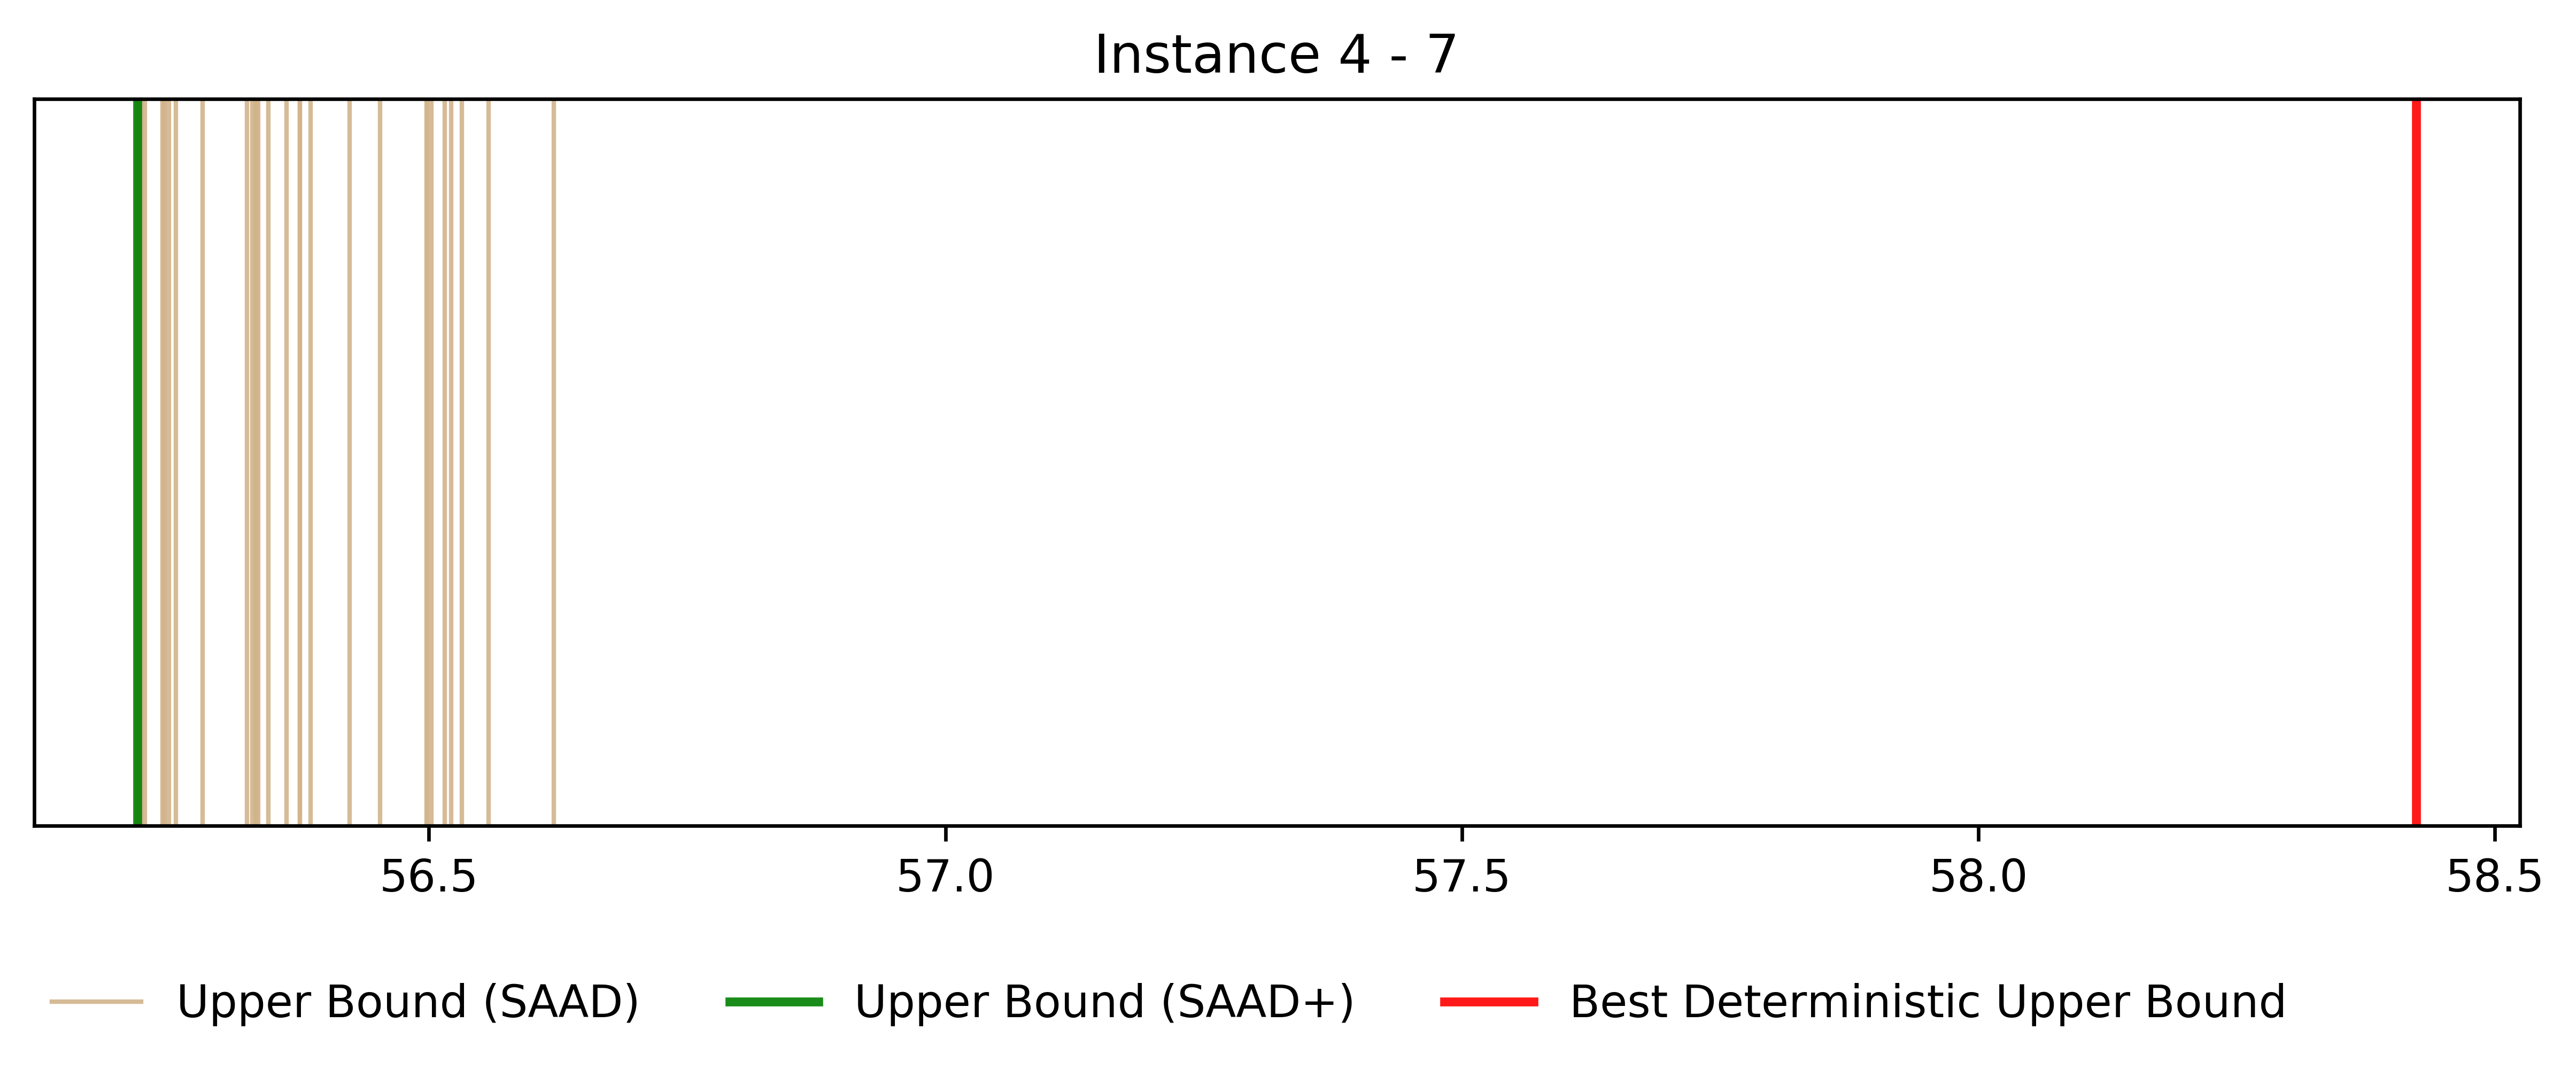 Instance 4 - 7
56.5 57.0 57.5 58.0 58.5
Upper Bound (SAAD) Upper Bound (SAAD+) Best Deterministic Upper Bound